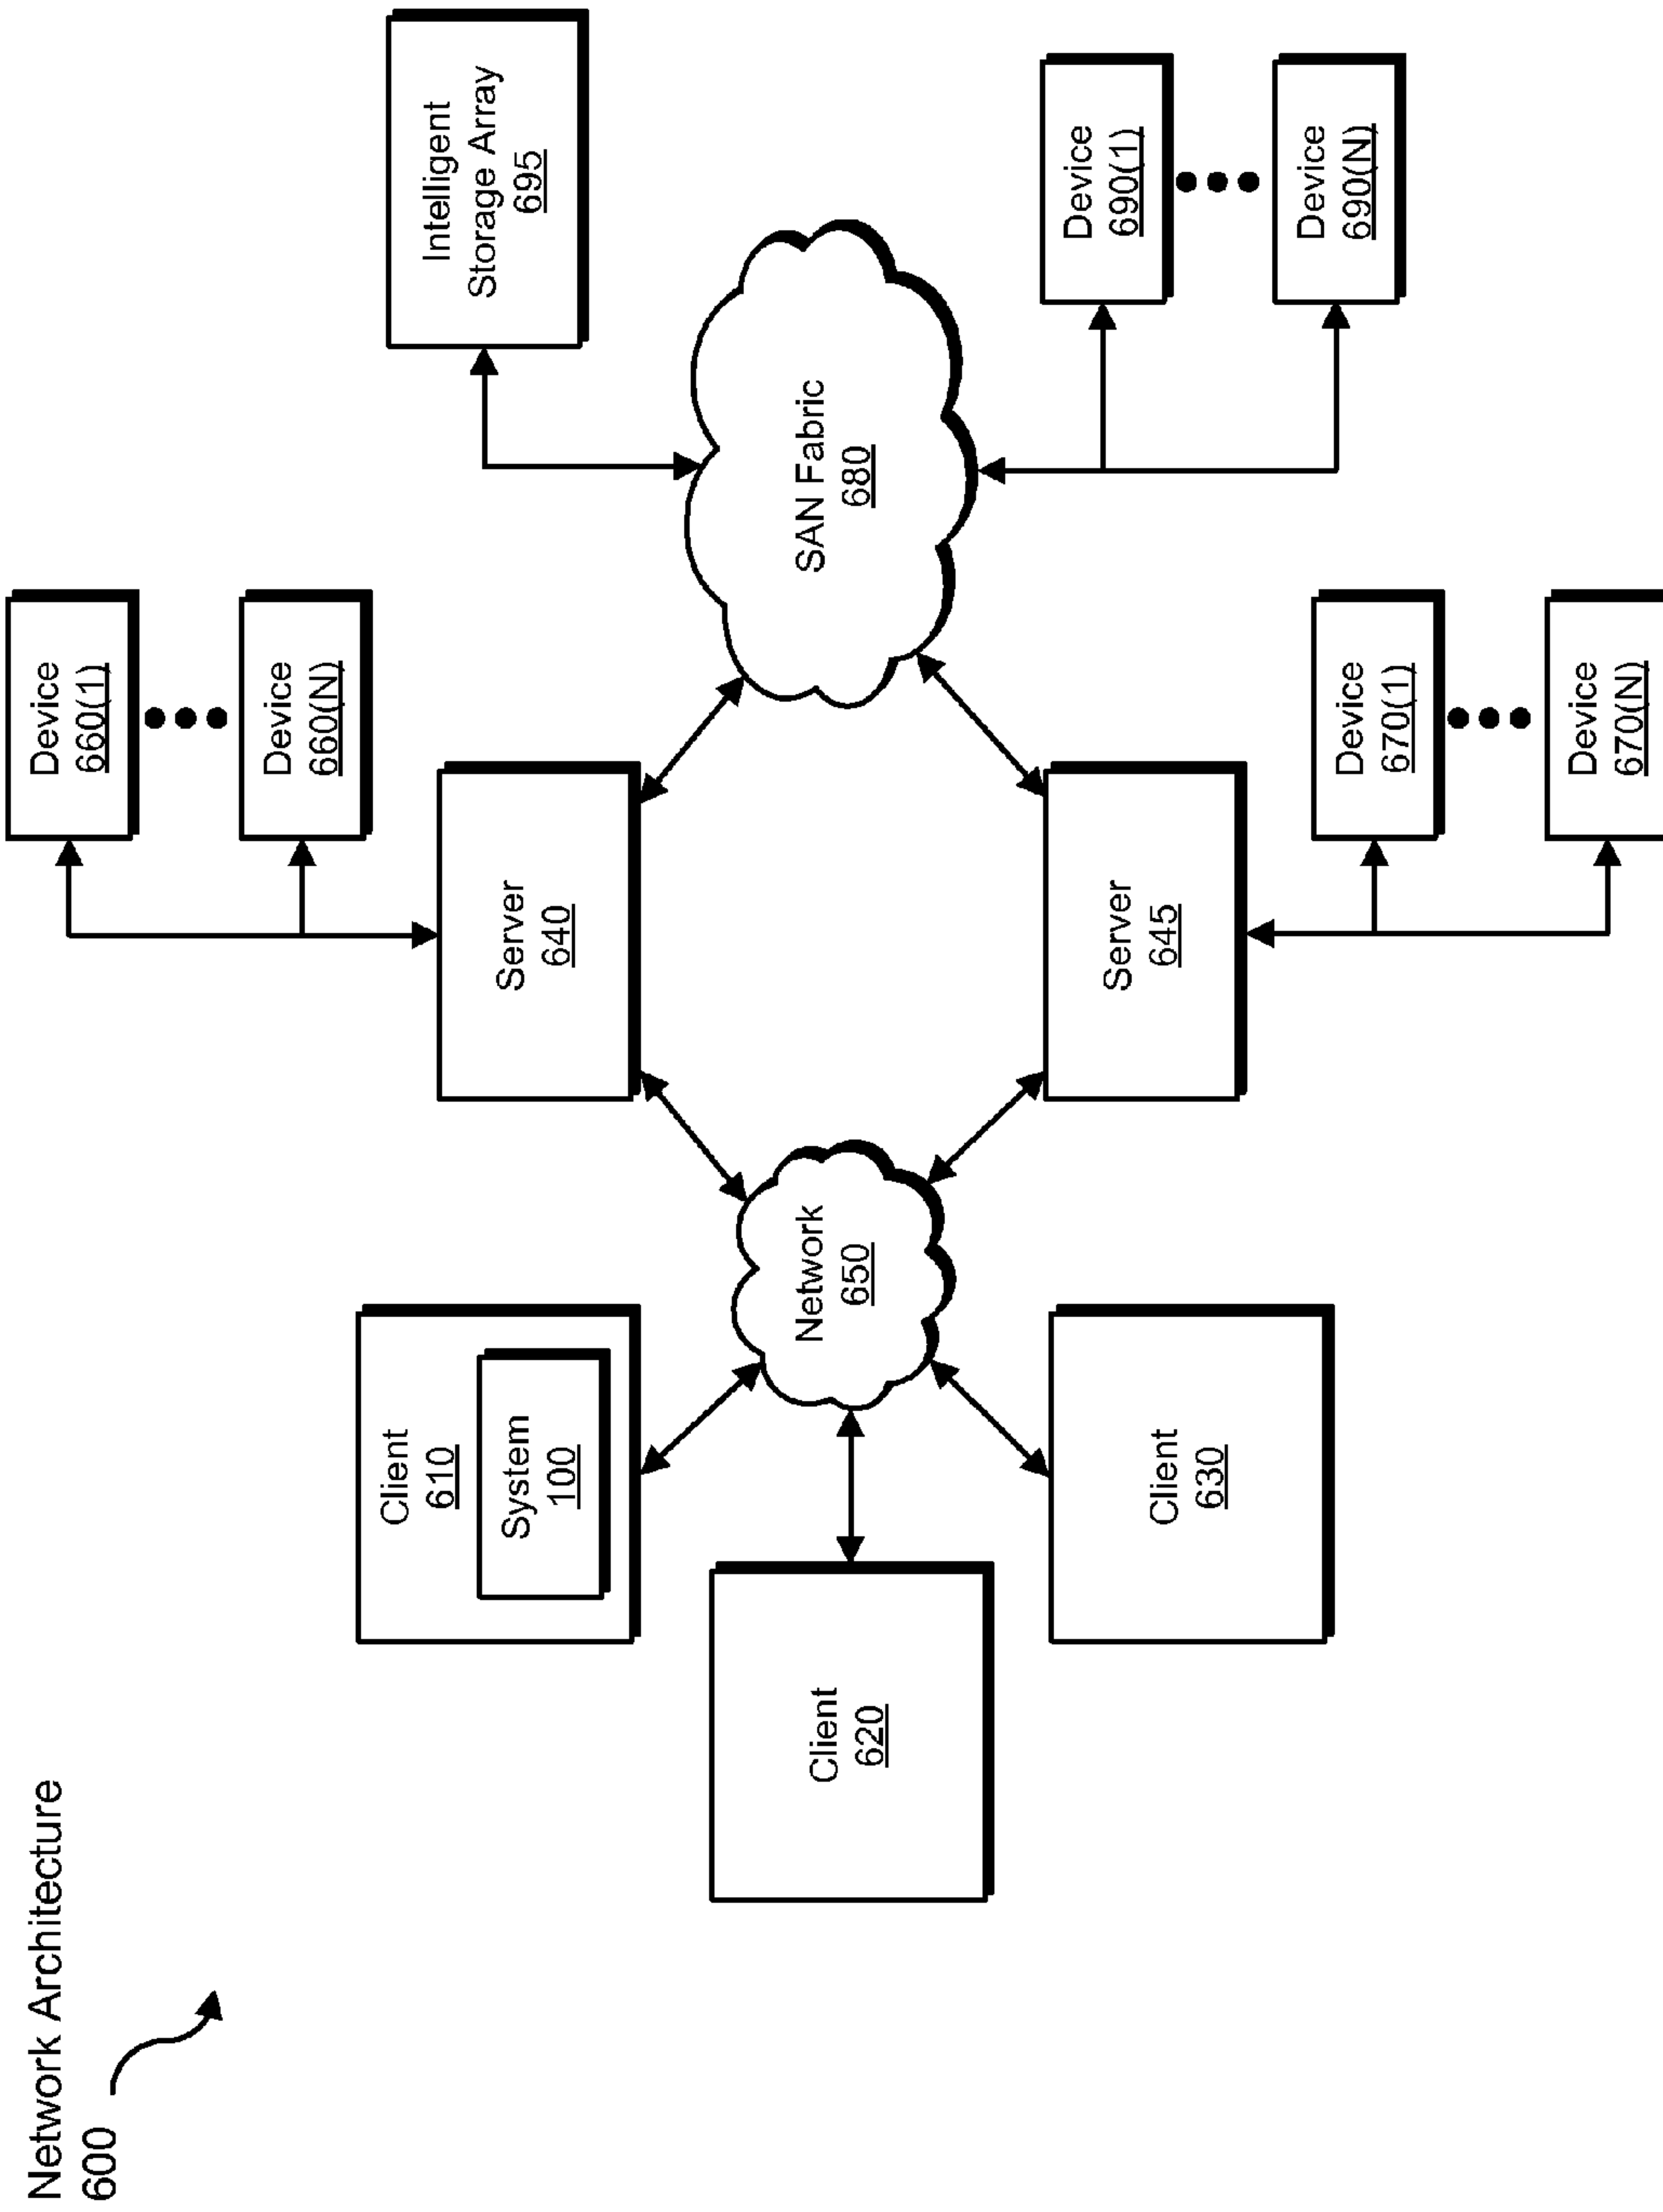 Network Architecture
600
Client
610
System
100
Client
620
Client
630
Network
650
Server
640
Server
645
Device
660(1)
Device
660(N)
Device
670(1)
Device
670(N)
SAN Fabric
680
Intelligent
Storage Array
695
Device
690(1)
Device
690(N)